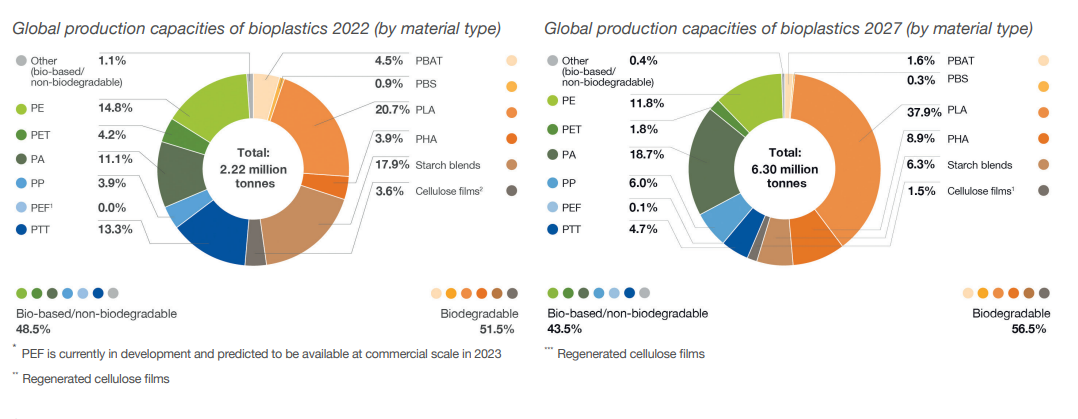 Global production capacities of bioplastics 2022 (by material type)
Other 1.1%
(bio-based/
non-biodegradable)
PE 14.8%
PET 4.2%
PA 11.1%
PP 3.9%
PEF¹ 0.0%
PTT 13.3%
Total:
2.22 million
tonnes
4.5% PBAT
0.9% PBS
20.7% PLA
3.9% PHA
17.9% Starch blends
3.6% Cellulose films²
Bio-based/non-biodegradable
48.5%
Biodegradable
51.5%
* PEF is currently in development and predicted to be available at commercial scale in 2023
** Regenerated cellulose films
Global production capacities of bioplastics 2027 (by material type)
Other 0.4%
(bio-based/
non-biodegradable)
PE 11.8%
PET 1.8%
PA 18.7%
PP 6.0%
PEF 0.1%
PTT 4.7%
Total:
6.30 million
tonnes
1.6% PBAT
0.3% PBS
37.9% PLA
8.9% PHA
6.3% Starch blends
1.5% Cellulose films¹
Bio-based/non-biodegradable
43.5%
Biodegradable
56.5%
*** Regenerated cellulose films